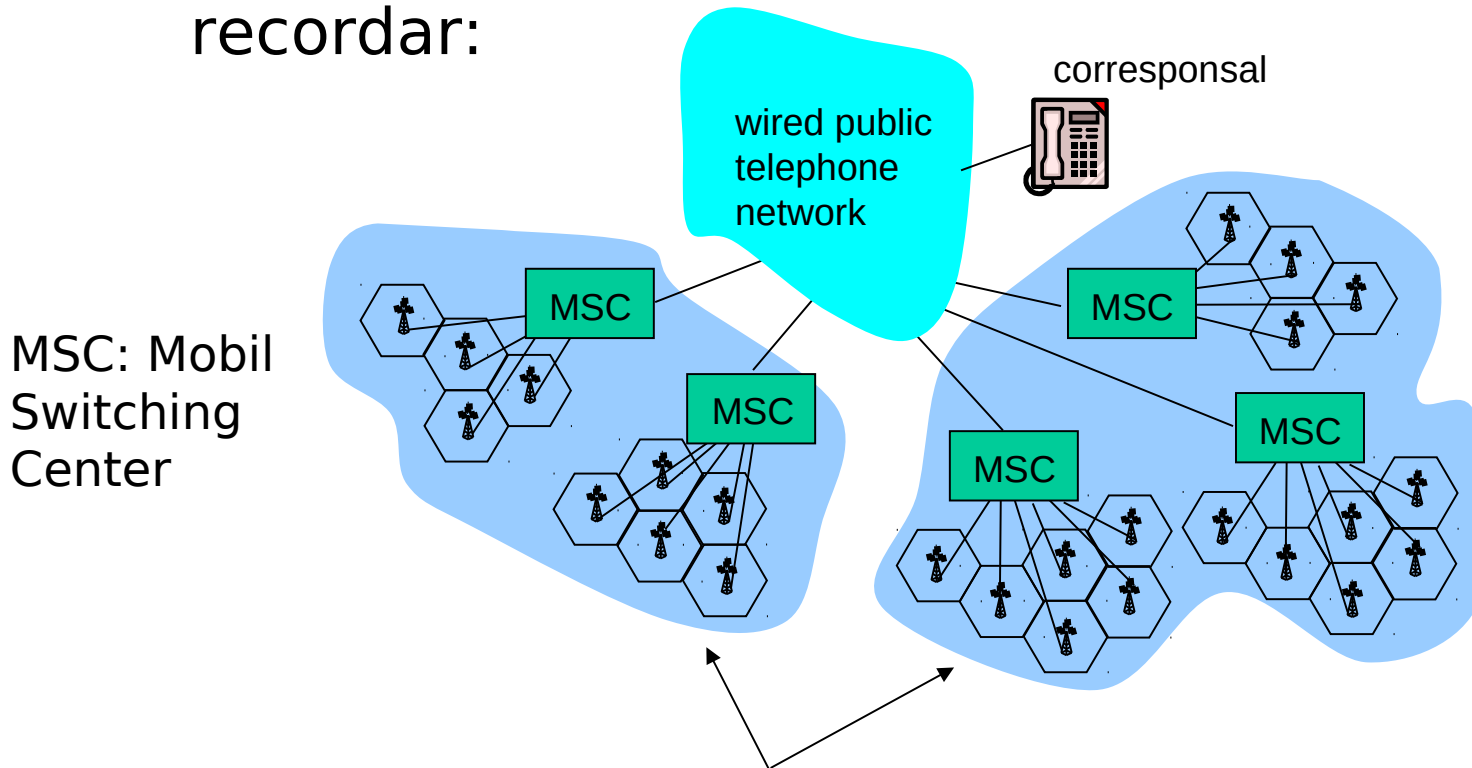 recordar:
corresponsal
wired public
telephone
network
MSC
MSC
MSC: Mobil
Switching
Center
MSC
MSC
MSC